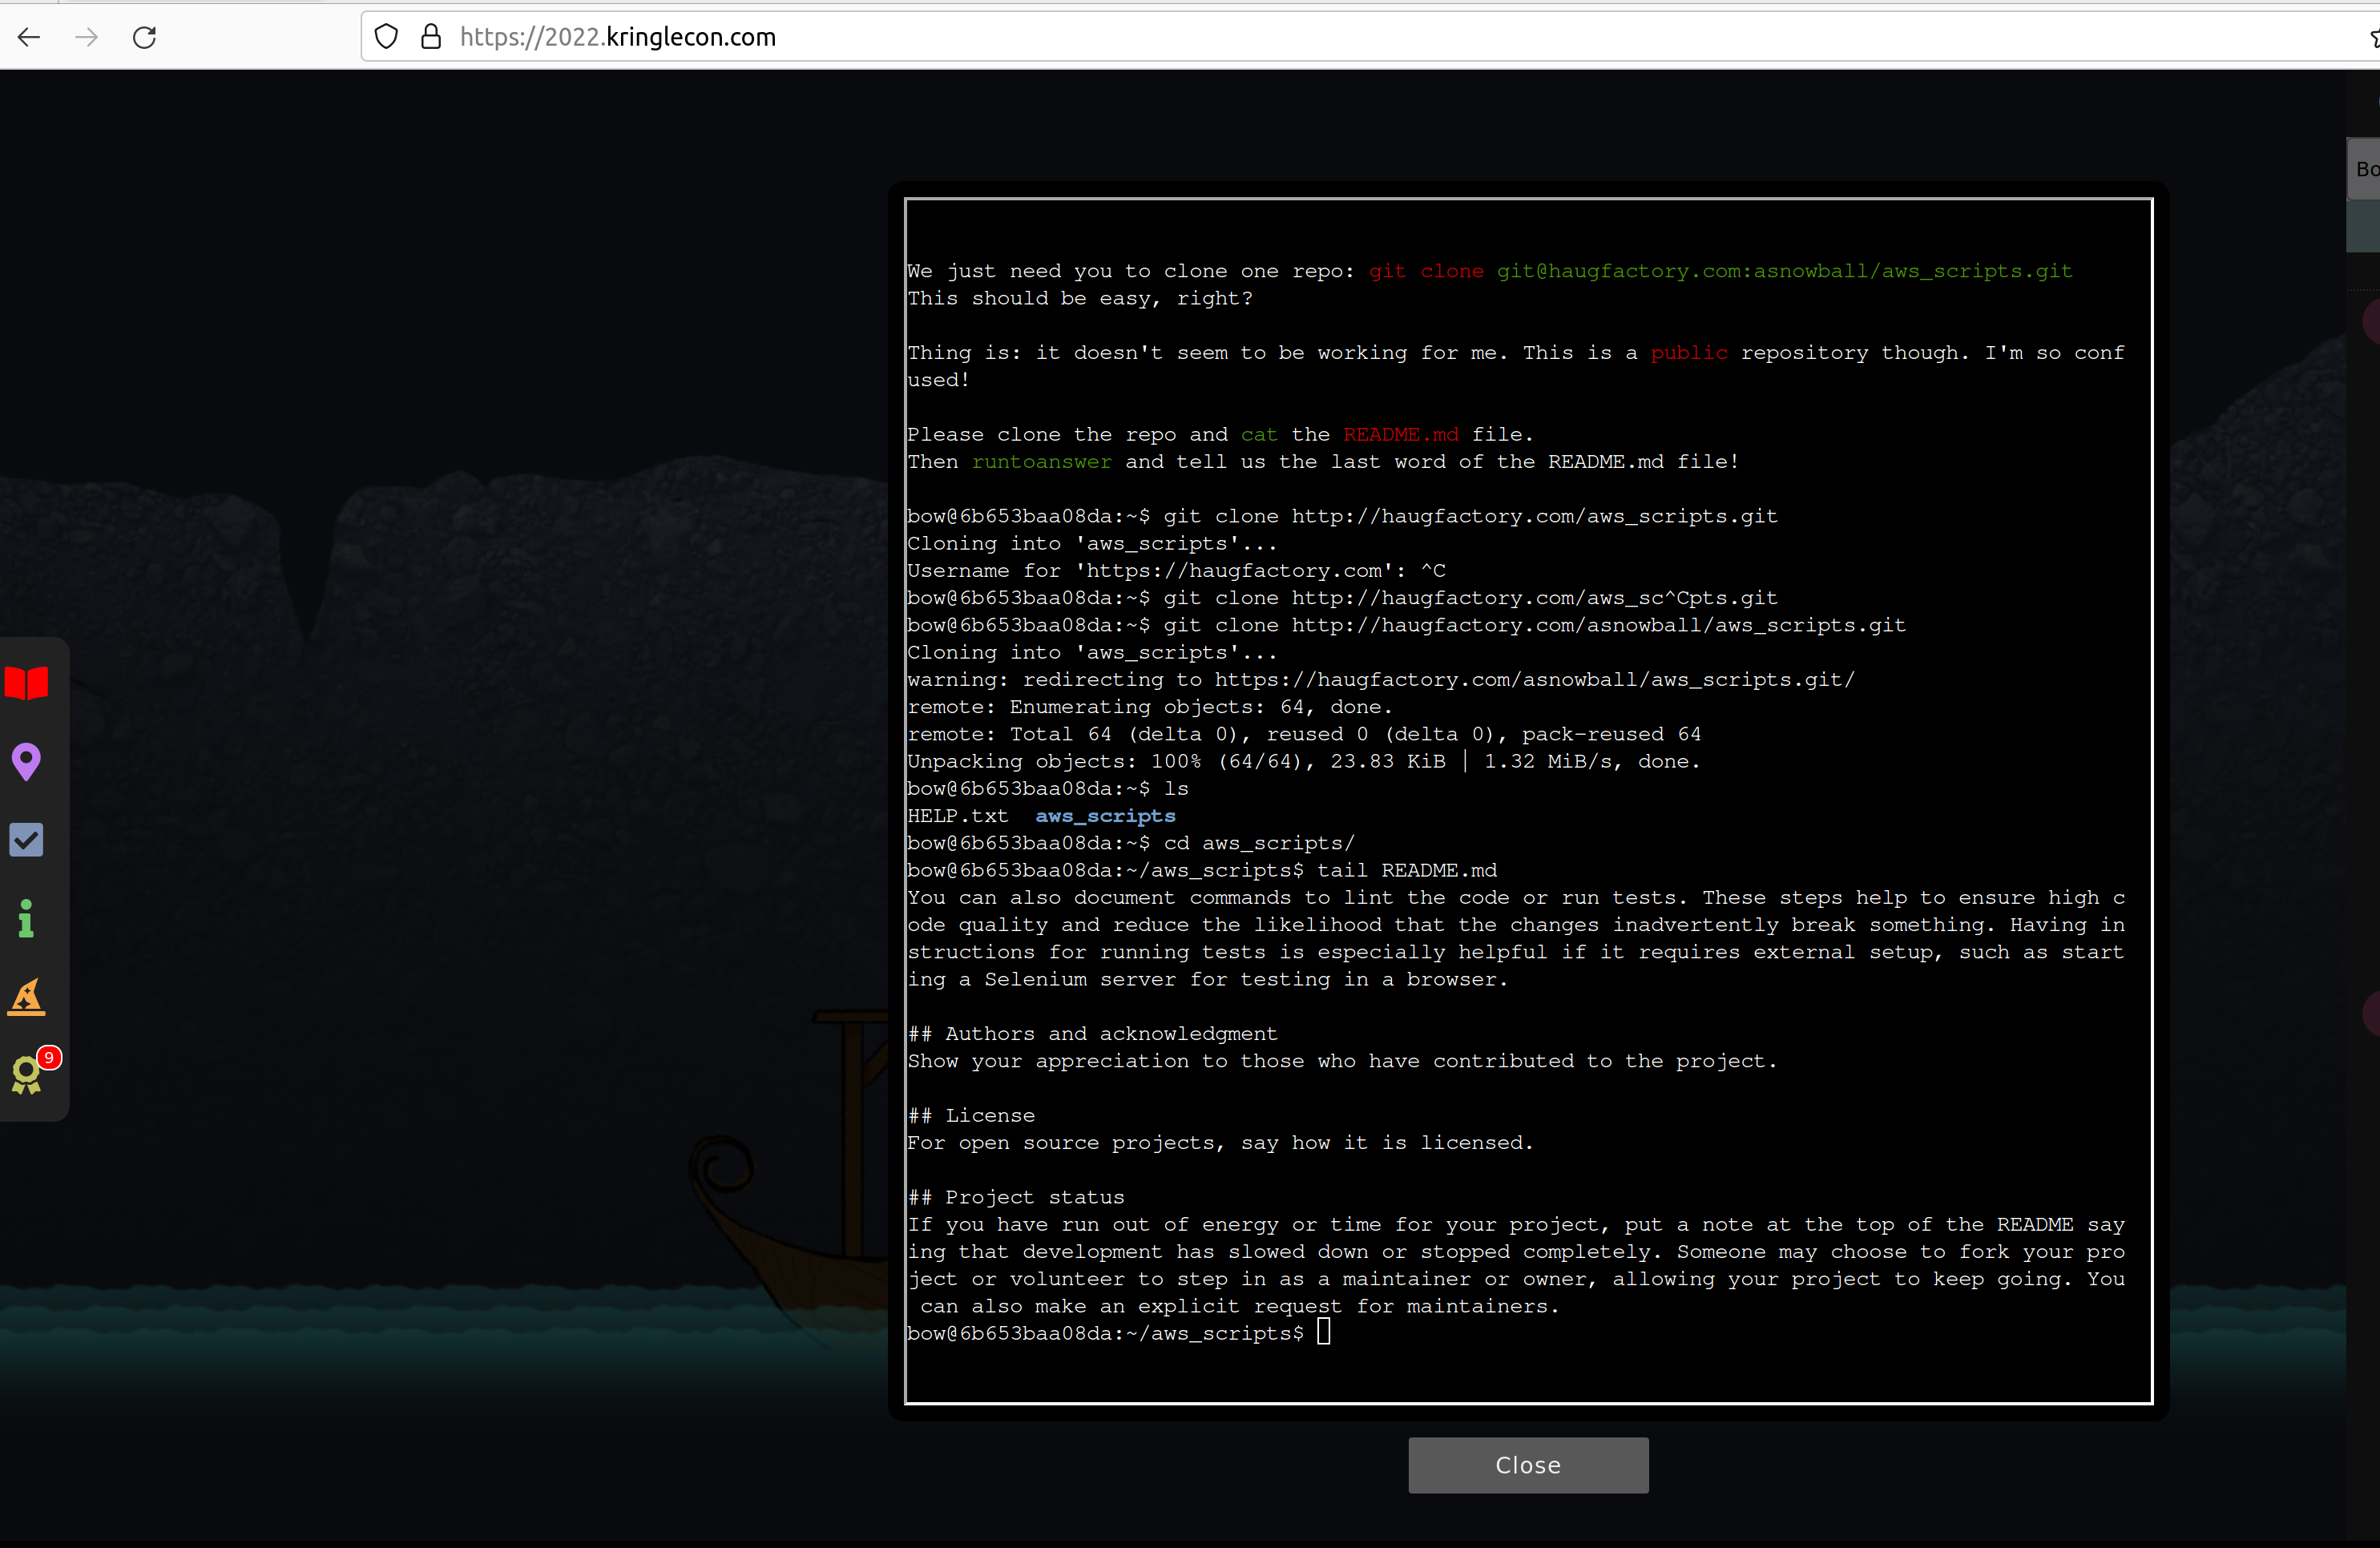 https://2022.kringlecon.com
Bo
We just need you to clone one repo: git clone git@haugfactory.com:asnowball/aws_scripts.git
This should be easy, right?
Thing is: it doesn't seem to be working for me. This is a public repository though. I'm so conf
used!
Please clone the repo and cat the README.md file.
Then runtoanswer and tell us the last word of the README.md file!
bow@6b653baa08da:~$ git clone http://haugfactory.com/aws_scripts.git
Cloning into 'aws_scripts'...
Username for 'https://haugfactory.com': ^C
bow@6b653baa08da:~$ git clone http://haugfactory.com/aws_sc^Cpts.git
bow@6b653baa08da:~$ git clone http://haugfactory.com/asnowball/aws_scripts.git
Cloning into 'aws_scripts'...
warning: redirecting to https://haugfactory.com/asnowball/aws_scripts.git/
remote: Enumerating objects: 64, done.
remote: Total 64 (delta 0), reused 0 (delta 0), pack-reused 64
Unpacking objects: 100% (64/64), 23.83 KiB | 1.32 MiB/s, done.
bow@6b653baa08da:~$ ls
HELP.txt  aws_scripts
bow@6b653baa08da:~$ cd aws_scripts/
bow@6b653baa08da:~/aws_scripts$ tail README.md
You can also document commands to lint the code or run tests. These steps help to ensure high c
ode quality and reduce the likelihood that the changes inadvertently break something. Having in
structions for running tests is especially helpful if it requires external setup, such as start
ing a Selenium server for testing in a browser.
## Authors and acknowledgment
Show your appreciation to those who have contributed to the project.
## License
For open source projects, say how it is licensed.
## Project status
If you have run out of energy or time for your project, put a note at the top of the README say
ing that development has slowed down or stopped completely. Someone may choose to fork your pro
ject or volunteer to step in as a maintainer or owner, allowing your project to keep going. You
 can also make an explicit request for maintainers.
bow@6b653baa08da:~/aws_scripts$
9
Close